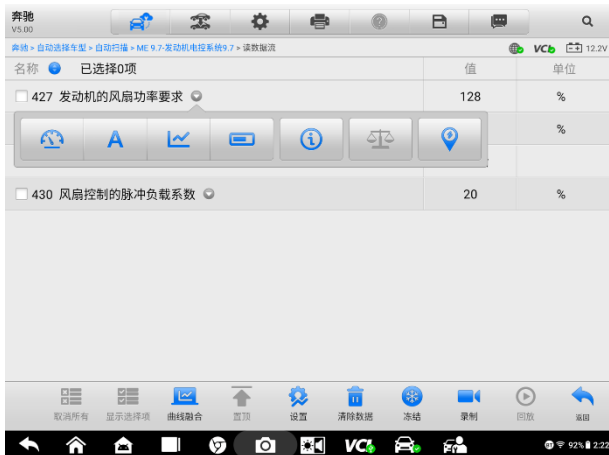 奔驰
V5.00
奔驰 > 自动选择车型 > 自动扫描 > ME 9.7-发动机电控系统9.7 > 读数据流
VCI 12.2V
名称 已选择0项 值 单位
427 发动机的风扇功率要求 128 %
A
%
430 风扇控制的脉冲负载系数 20 %
取消所有 显示选择项 曲线融合 置顶 设置 清除数据 冻结 录制 回放 返回
VCI 92% 2:22